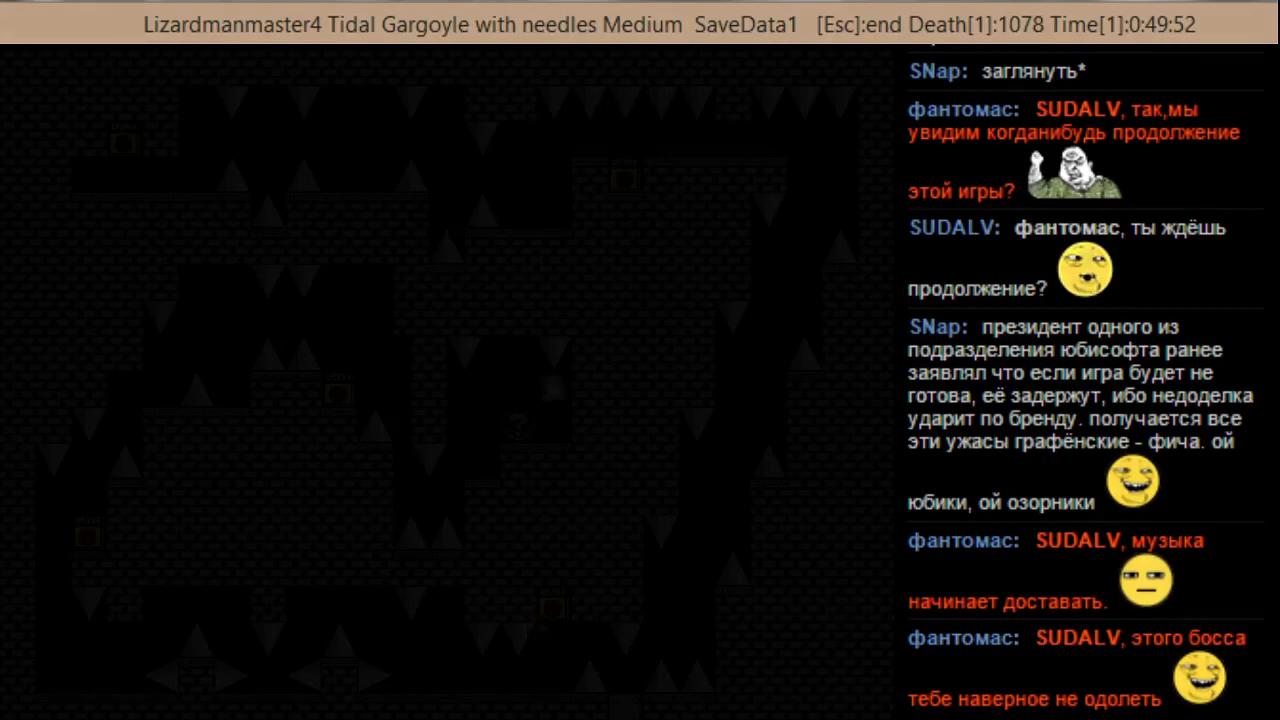 Lizardmanmaster4 Tidal Gargoyle with needles Medium  SaveData1   [Esc]:end Death[1]:1078 Time[1]:0:49:52
SNap: заглянуть*
фантомас: SUDALV, так,мы
увидим когданибудь продолжение
этой игры?
SUDALV: фантомас, ты ждёшь
продолжение?
SNap: президент одного из
подразделения юбисофта ранее
заявлял что если игра будет не
готова, её задержут, ибо недоделка
ударит по бренду. получается все
эти ужасы графёнские - фича. ой
юбики, ой озорники
фантомас: SUDALV, музыка
начинает доставать.
фантомас: SUDALV, этого босса
тебе наверное не одолеть